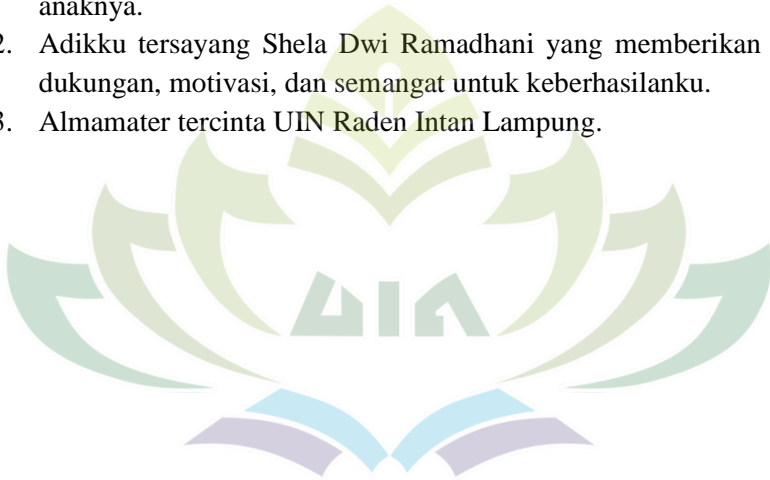 anaknya.
2. Adikku tersayang Shela Dwi Ramadhani yang memberikan
dukungan, motivasi, dan semangat untuk keberhasilanku.
3. Almamater tercinta UIN Raden Intan Lampung.
UIN